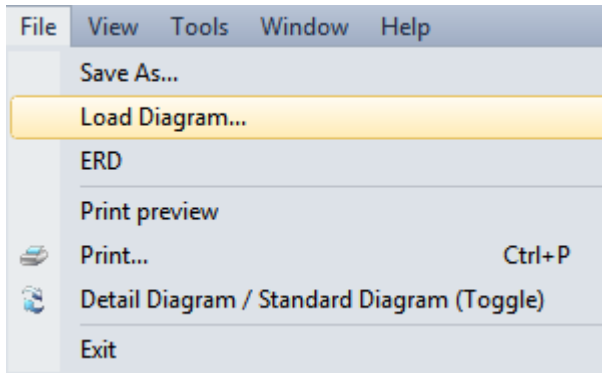 File View Tools Window Help
Save As...
Load Diagram...
ERD
Print preview
Print... Ctrl+P
Detail Diagram / Standard Diagram (Toggle)
Exit